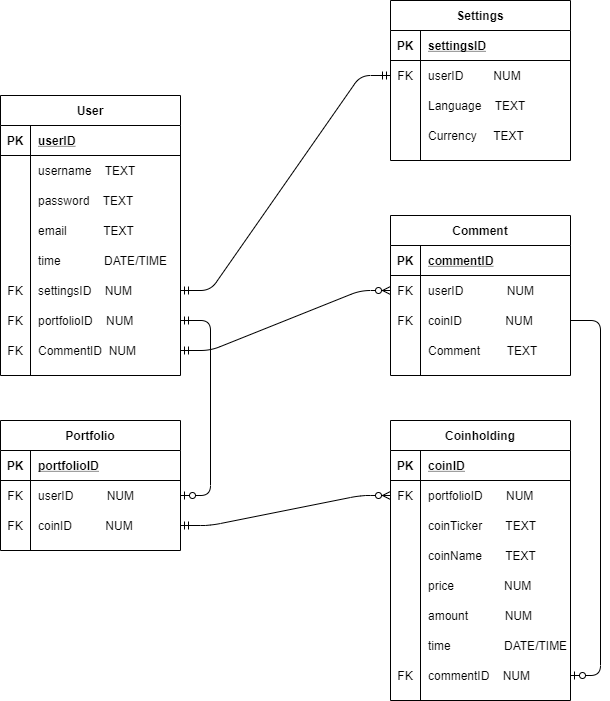 Settings
PK settingsID
FK userID NUM
Language TEXT
Currency TEXT
User
PK userID
username TEXT
password TEXT
email TEXT
time DATE/TIME
FK settingsID NUM
FK portfolioID NUM
FK CommentID NUM
Comment
PK commentID
FK userID NUM
FK coinID NUM
Comment TEXT
Portfolio
PK portfolioID
FK userID NUM
FK coinID NUM
Coinholding
PK coinID
FK portfolioID NUM
coinTicker TEXT
coinName TEXT
price NUM
amount NUM
time DATE/TIME
FK commentID NUM